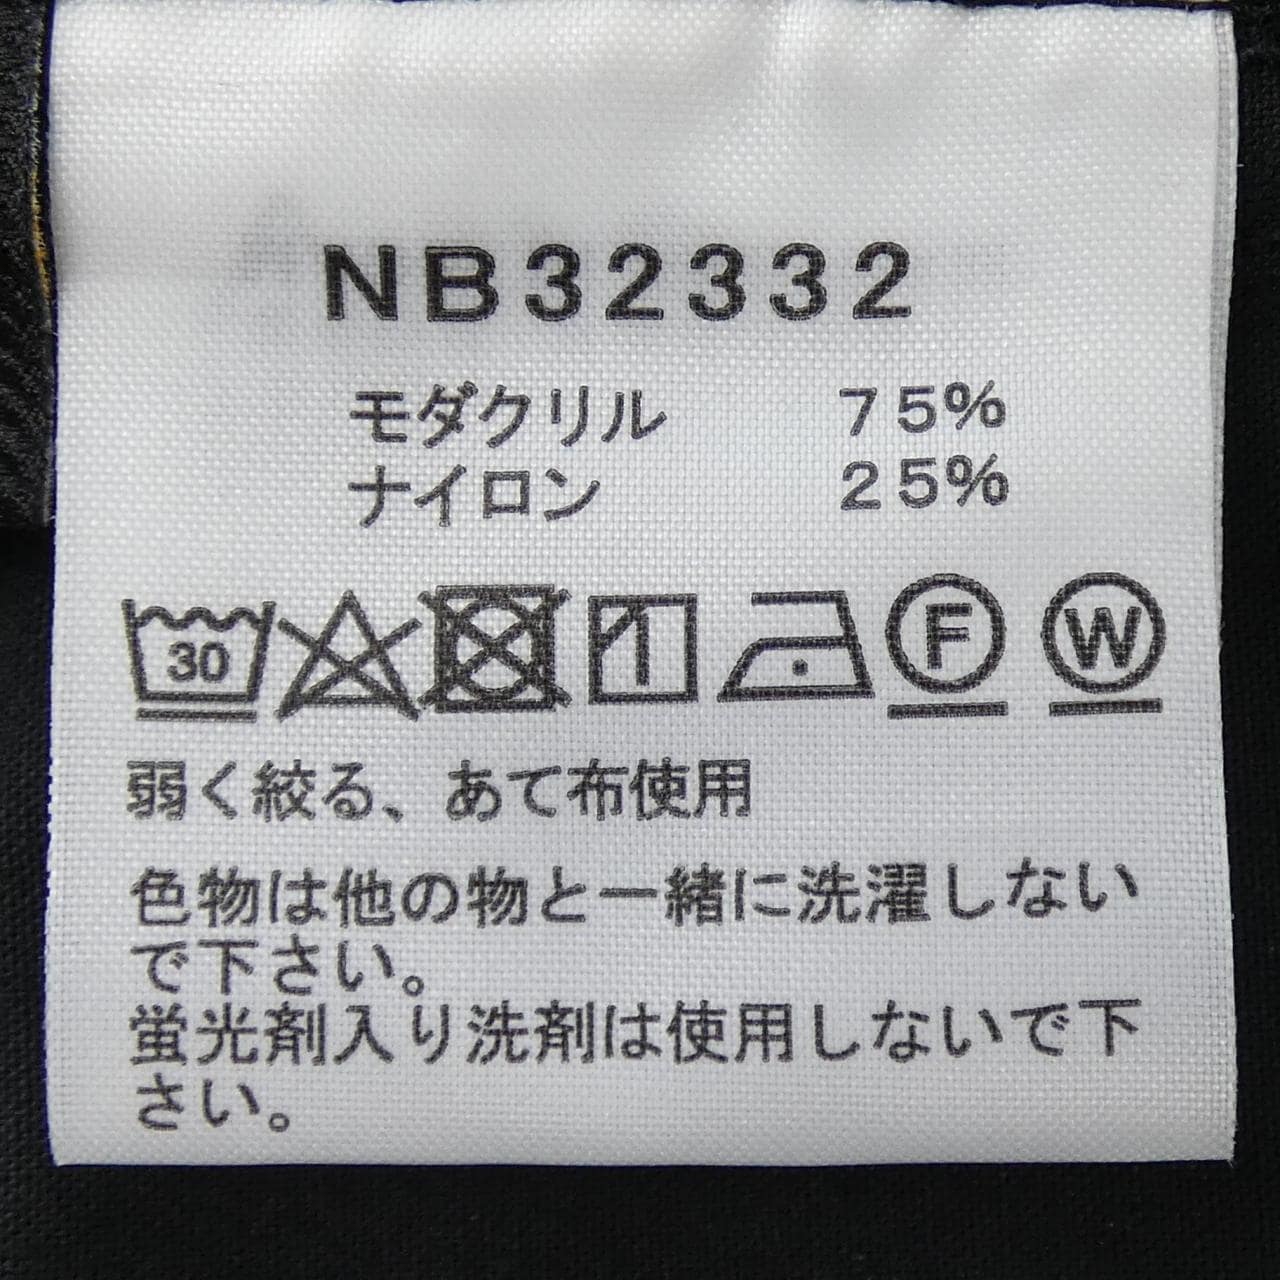 NB32332
モダクリル 75%
ナイロン 25%
30 F W
弱く絞る、あて布使用
色物は他の物と一緒に洗濯しない
で下さい。
蛍光剤入り洗剤は使用しないで下
さい。